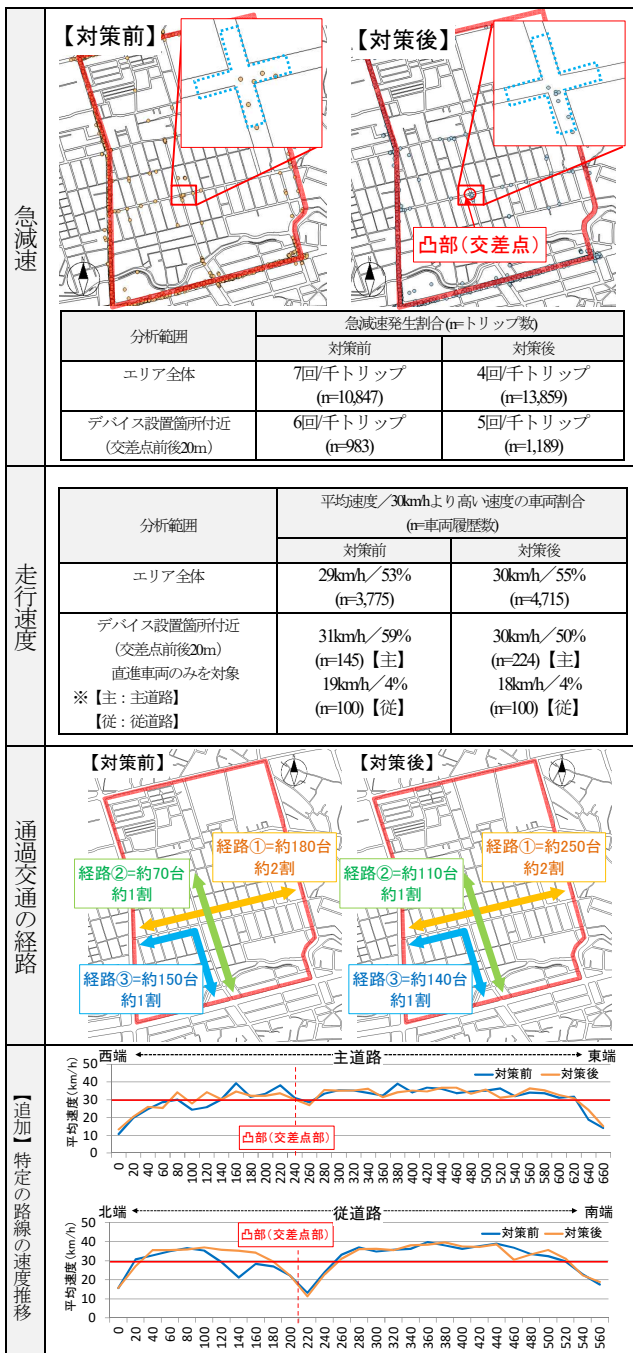 急減速
【対策前】
【対策後】
凸部(交差点)
分析範囲
急減速発生割合(n=トリップ数)
対策前
対策後
エリア全体
7回/千トリップ
(n=10,847)
4回/千トリップ
(n=13,859)
デバイス設置箇所付近
(交差点前後20m)
6回/千トリップ
(n=983)
5回/千トリップ
(n=1,189)
走行速度
分析範囲
平均速度/30km/hより高い速度の車両割合
(n=車両履歴数)
対策前
対策後
エリア全体
29km/h/53%
(n=3,775)
30km/h/55%
(n=4,715)
デバイス設置箇所付近
(交差点前後20m)
直進車両のみを対象
※【主:主道路】
【従:従道路】
31km/h/59%
(n=145)【主】
19km/h/4%
(n=100)【従】
30km/h/50%
(n=224)【主】
18km/h/4%
(n=100)【従】
通過交通の経路
【対策前】
経路①=約180台
約2割
経路②=約70台
約1割
経路③=約150台
約1割
【対策後】
経路①=約250台
約2割
経路②=約110台
約1割
経路③=約140台
約1割
【追加】特定の路線の速度推移
西端
主道路
東端
平均速度(km/h)
50
40
30
20
10
0
対策前
対策後
凸部(交差点部)
0 20 40 60 80 100 120 140 160 180 200 220 240 260 280 300 320 340 360 380 400 420 440 460 480 500 520 540 560 580 600 620 640 660
北端
従道路
南端
平均速度(km/h)
50
40
30
20
10
0
凸部(交差点部)
対策前
対策後
0 20 40 60 80 100 120 140 160 180 200 220 240 260 280 300 320 340 360 380 400 420 440 460 480 500 520 540 560